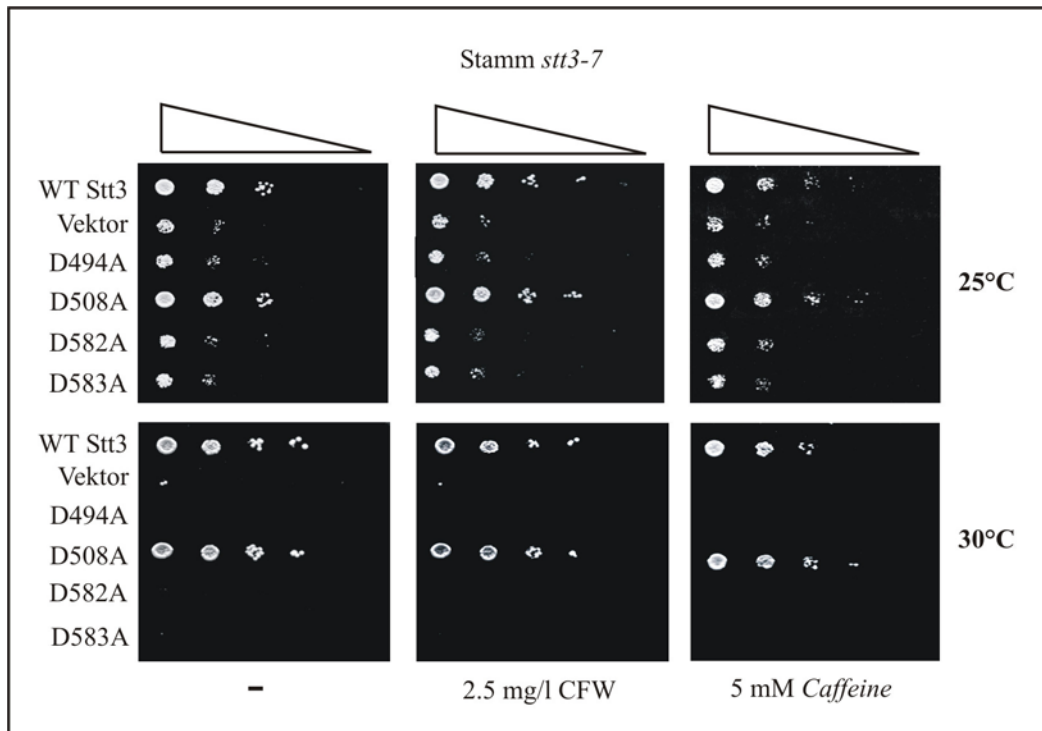 Stamm stt3-7
WT Stt3
Vektor
D494A
D508A
D582A
D583A
25°C
WT Stt3
Vektor
D494A
D508A
D582A
D583A
30°C
-
2.5 mg/l CFW
5 mM Caffeine